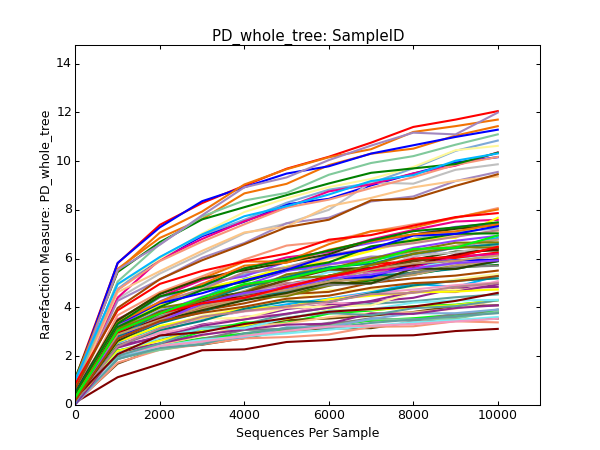 PD_whole_tree: SampleID
14
12
10
8
6
4
2
0
0 2000 4000 6000 8000 10000
Rarefaction Measure: PD_whole_tree
Sequences Per Sample